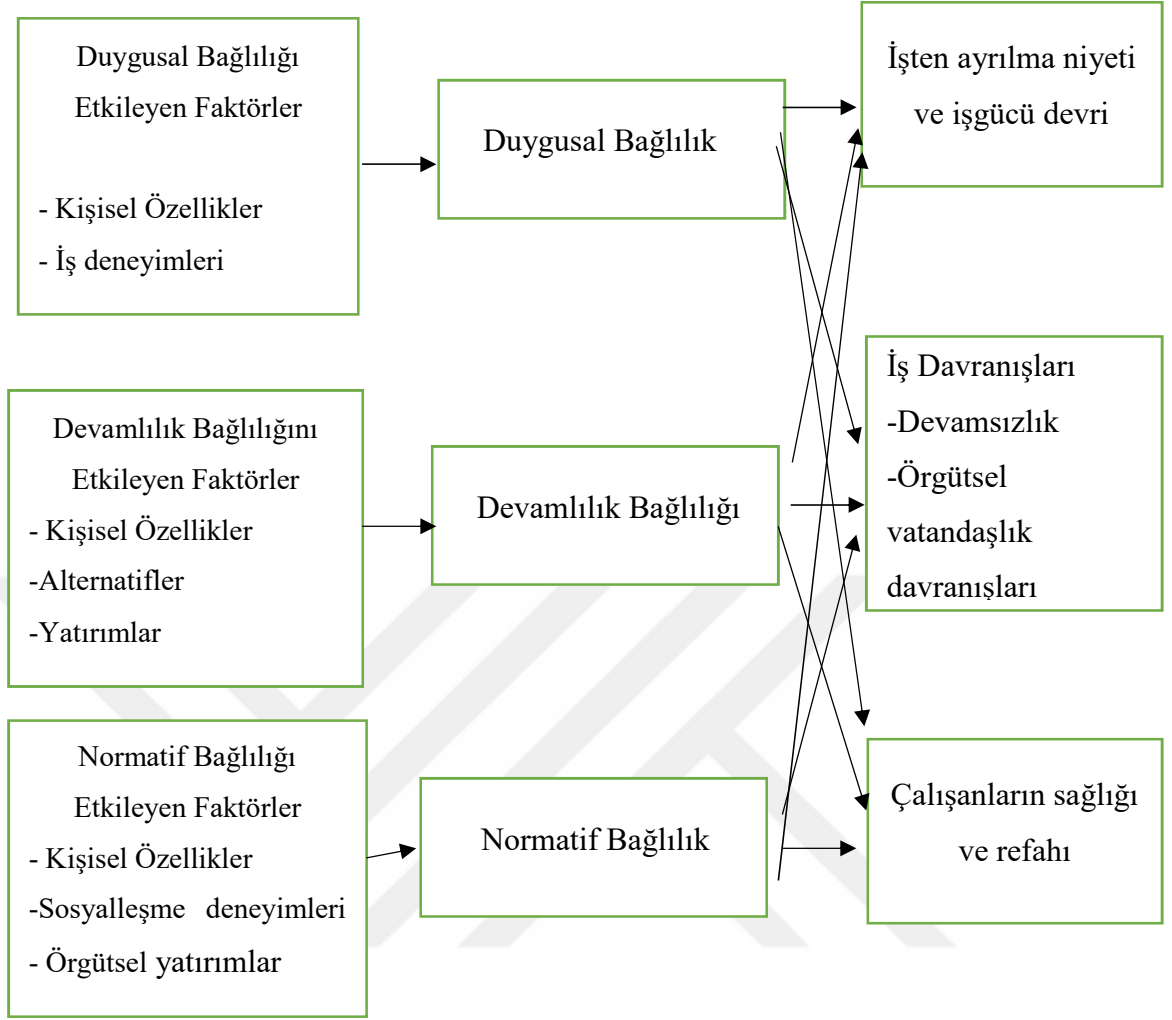 Duygusal Bağlılığı
Etkileyen Faktörler
- Kişisel Özellikler
- İş deneyimleri
Duygusal Bağlılık
İşten ayrılma niyeti
ve işgücü devri
Devamlılık Bağlılığını
Etkileyen Faktörler
- Kişisel Özellikler
-Alternatifler
-Yatırımlar
Devamlılık Bağlılığı
İş Davranışları
-Devamsızlık
-Örgütsel
vatandaşlık
davranışları
Normatif Bağlılığı
Etkileyen Faktörler
- Kişisel Özellikler
-Sosyalleşme deneyimleri
- Örgütsel yatırımlar
Normatif Bağlılık
Çalışanların sağlığı
ve refahı